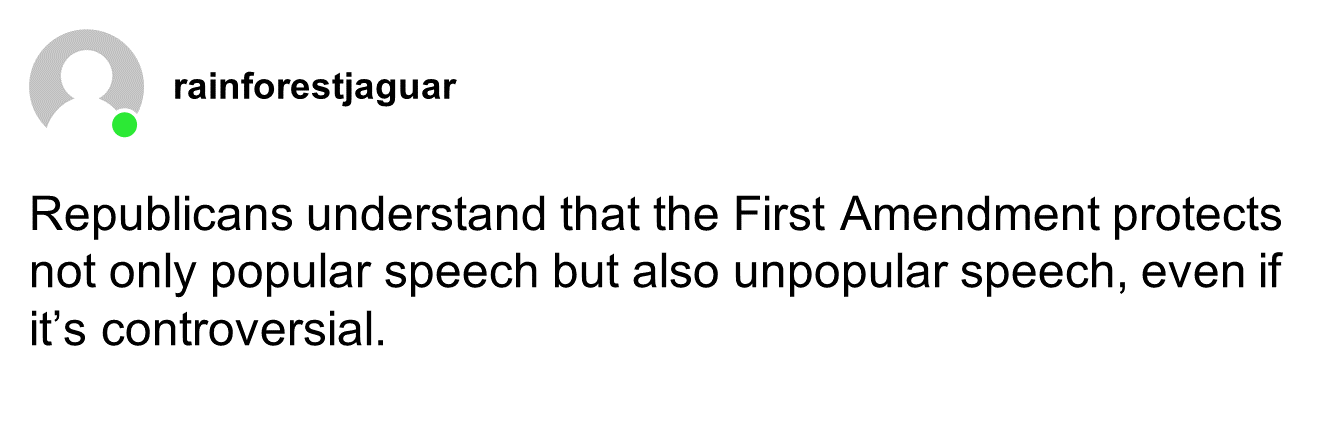 rainforestjaguar
Republicans understand that the First Amendment protects
not only popular speech but also unpopular speech, even if
it’s controversial.